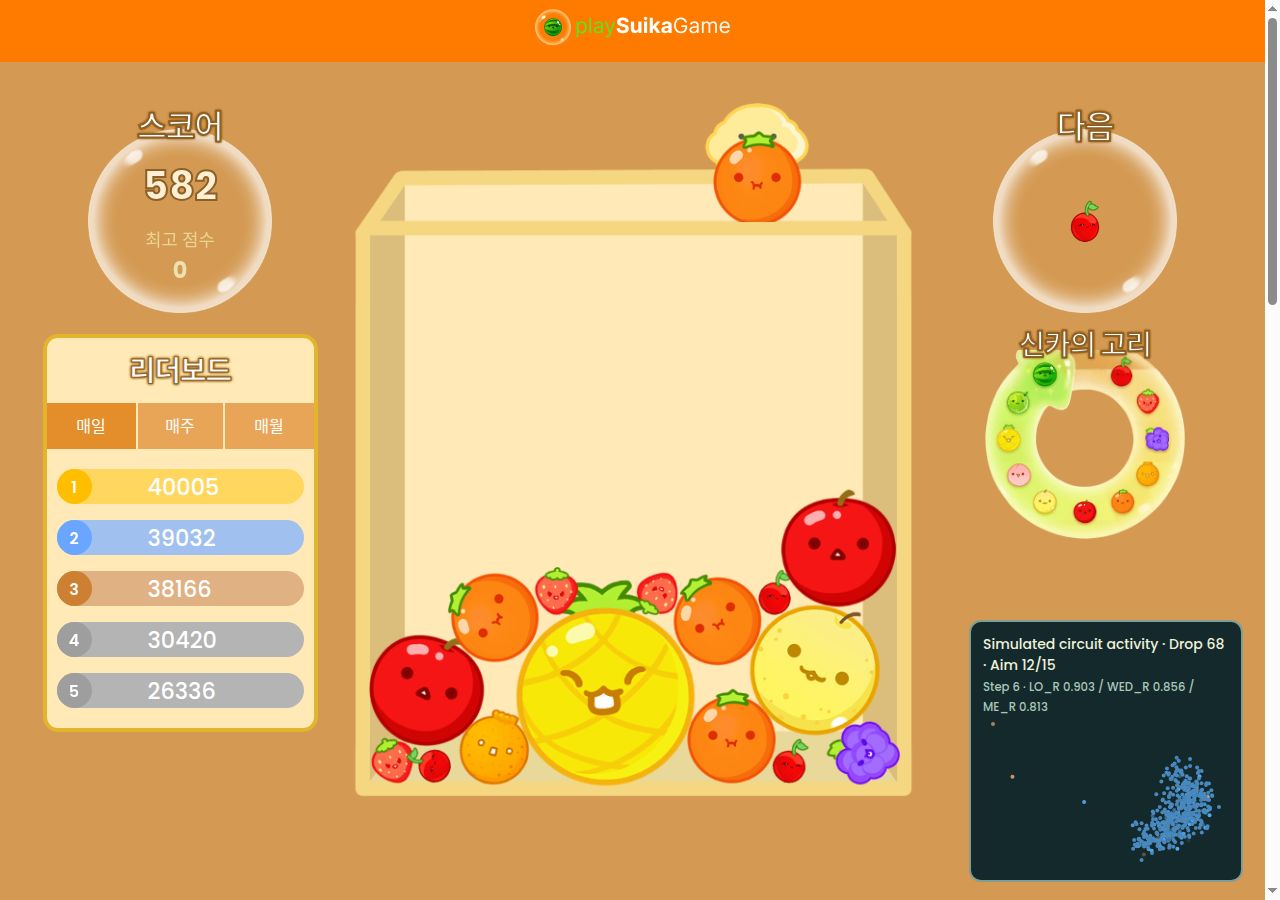 playSuikaGame
스코어
582
최고 점수
0
리더보드
매일 매주 매월
1 40005
2 39032
3 38166
4 30420
5 26336
다음
신카의 고리
Simulated circuit activity · Drop 68
· Aim 12/15
Step 6 · LO_R 0.903 / WED_R 0.856 /
ME_R 0.813